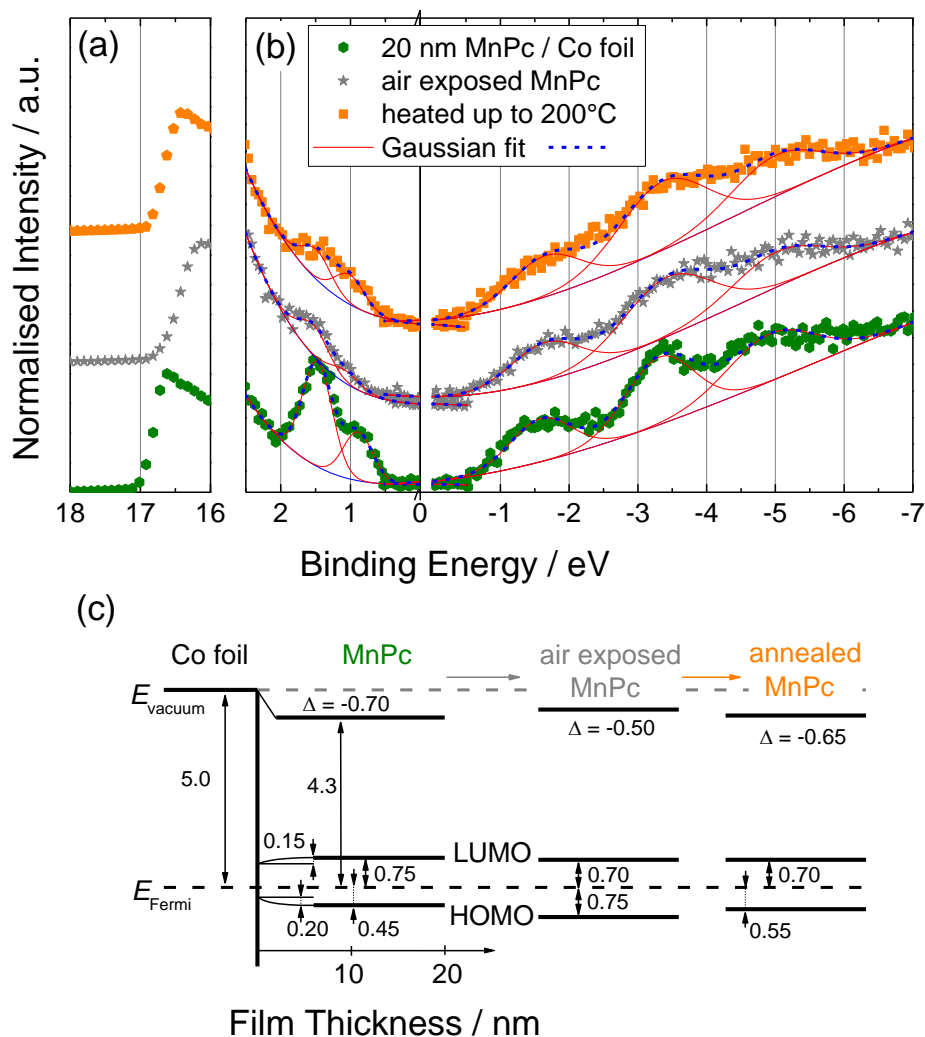 (a)
(b)
20 nm MnPc / Co foil
air exposed MnPc
heated up to 200°C
Gaussian fit
Normalised Intensity / a.u.
18 17 16 2 1 0 -1 -2 -3 -4 -5 -6 -7
Binding Energy / eV
(c)
Co foil MnPc air exposed MnPc annealed MnPc
Evacuum
Δ = -0.70
Δ = -0.50
Δ = -0.65
5.0
4.3
0.15
LUMO
0.75
0.70
0.70
EFermi
0.75
HOMO
0.20
0.45
0.55
10 20
Film Thickness / nm